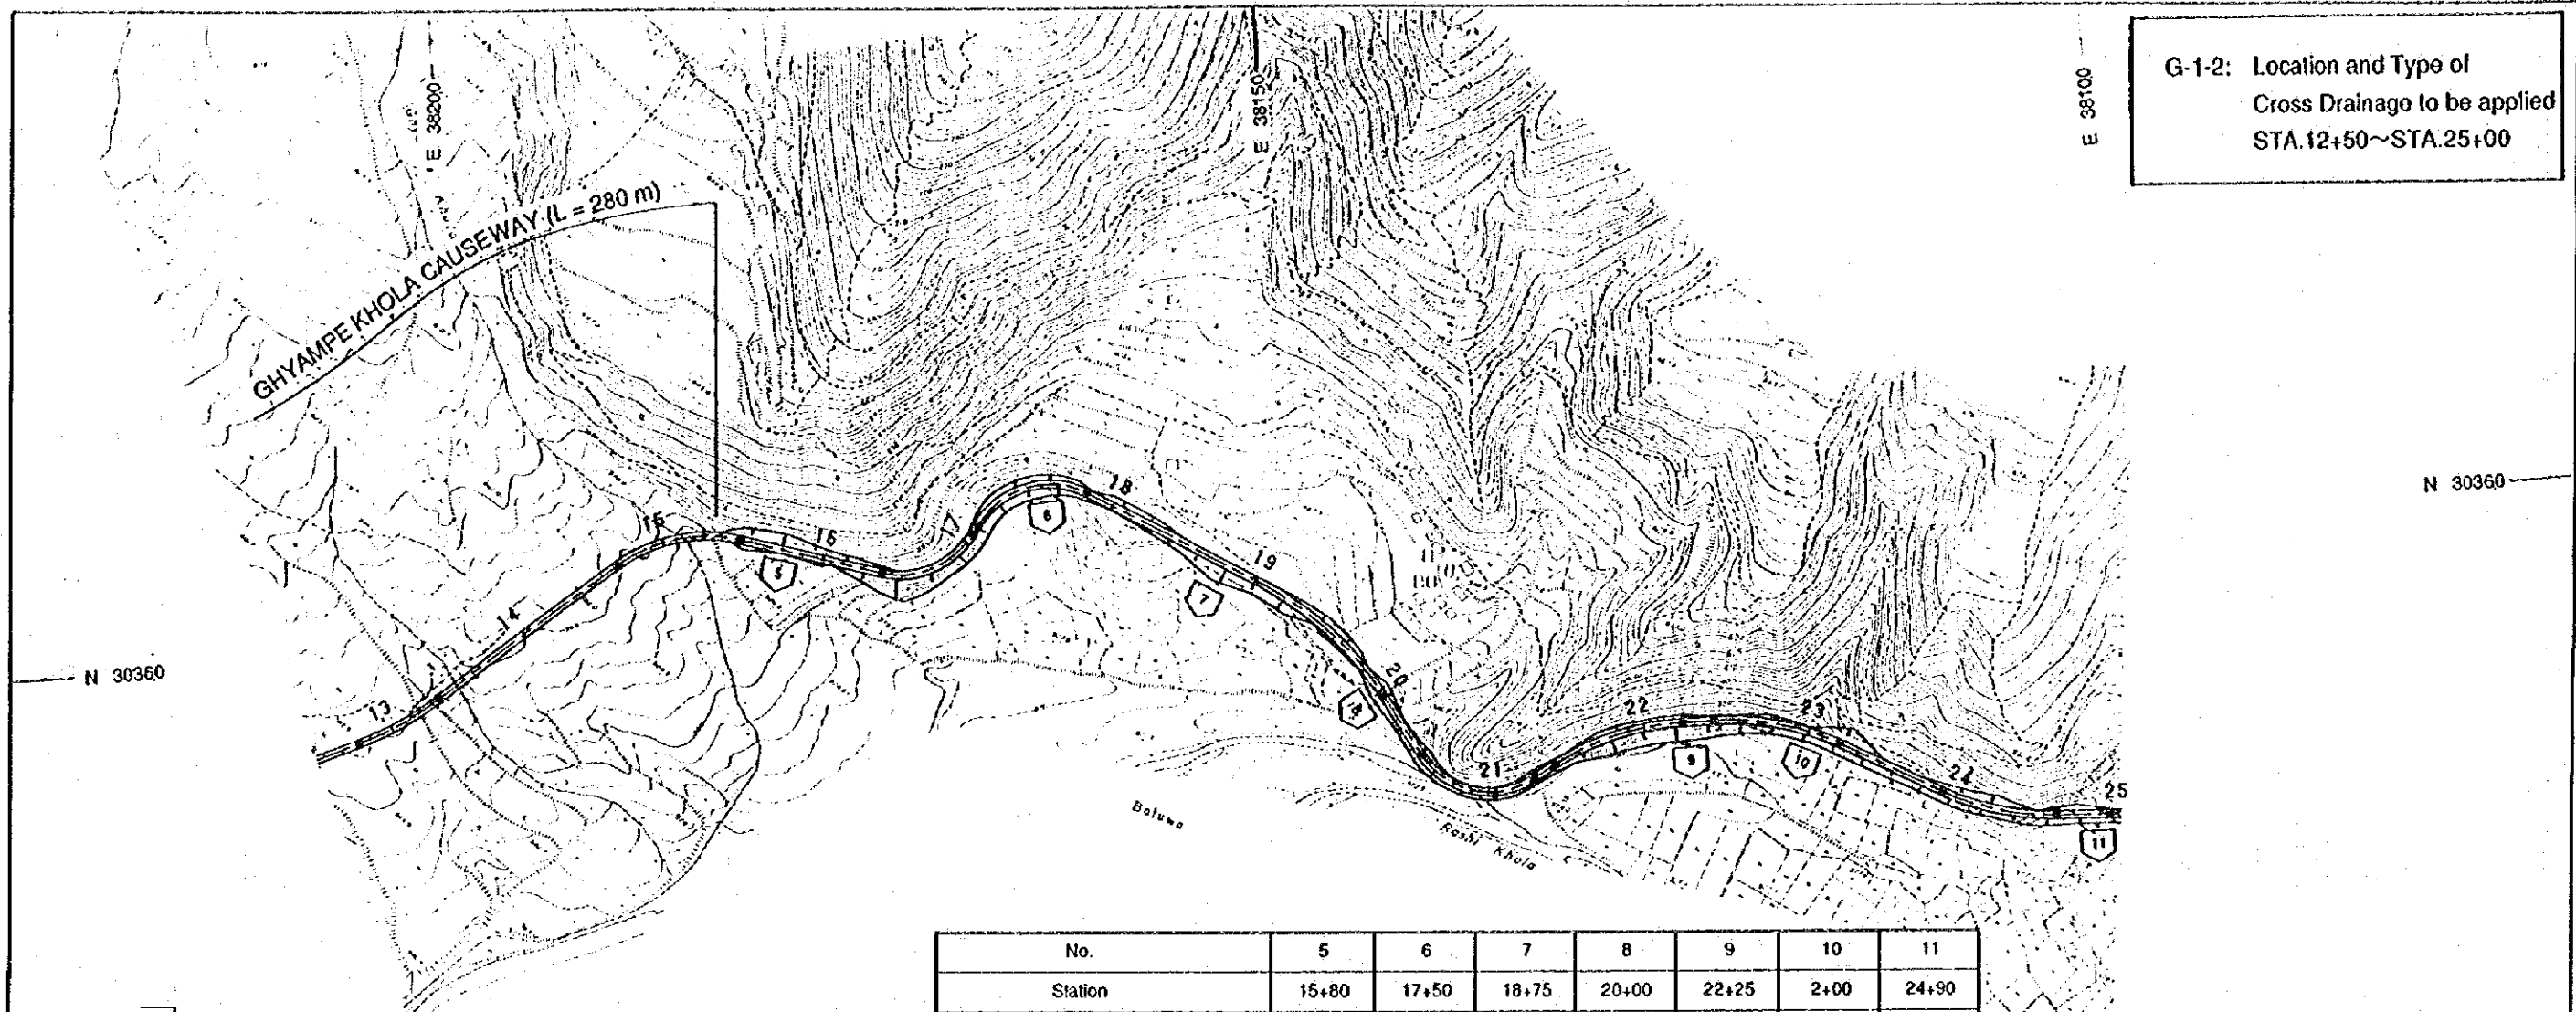 G-1-2: Location and Type of
Cross Drainago to be applied
STA.12+50~STA.25+00
E 38200
E 38150
E 38100
GHYAMPE KHOLA CAUSEWAY (L = 280 m)
N 30360
N 30360
13
14
15
16
17
18
19
20
21
22
23
24
25
5
6
7
8
9
10
11
Baluwa
Roshi Khola
No. 5 6 7 8 9 10 11
Station 15+80 17+50 18+75 20+00 22+25 2+00 24+90